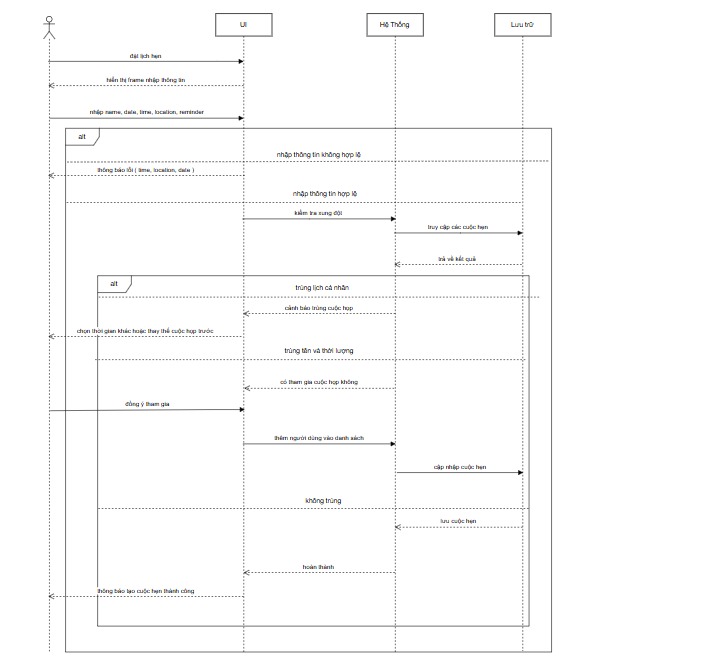 UI
Hệ Thống
Lưu trữ
đặt lịch hẹn
hiển thị frame nhập thông tin
nhập name, date, time, location, reminder
alt
nhập thông tin không hợp lệ
thông báo lỗi ( time, location, date )
nhập thông tin hợp lệ
kiểm tra xung đột
truy cập các cuộc hẹn
trả về kết quả
alt
trùng lịch cá nhân
cảnh báo trùng cuộc họp
chọn thời gian khác hoặc thay thế cuộc họp trước
trùng tên và thời lượng
có tham gia cuộc họp không
đồng ý tham gia
thêm người dùng vào danh sách
cập nhập cuộc hẹn
không trùng
lưu cuộc hẹn
hoàn thành
thông báo tạo cuộc hẹn thành công